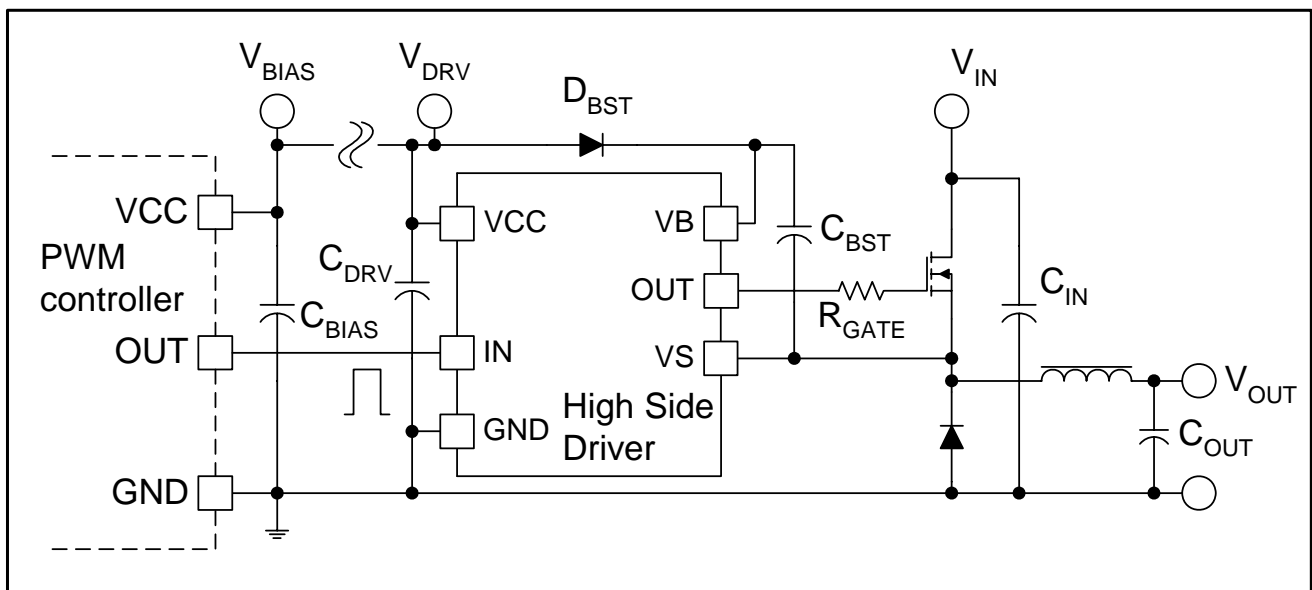 V_BIAS
V_DRV
D_BST
V_IN
VCC
PWM
controller
OUT
GND
C_BIAS
C_DRV
VCC
IN
GND
VB
OUT
VS
High Side
Driver
C_BST
R_GATE
C_IN
V_OUT
C_OUT